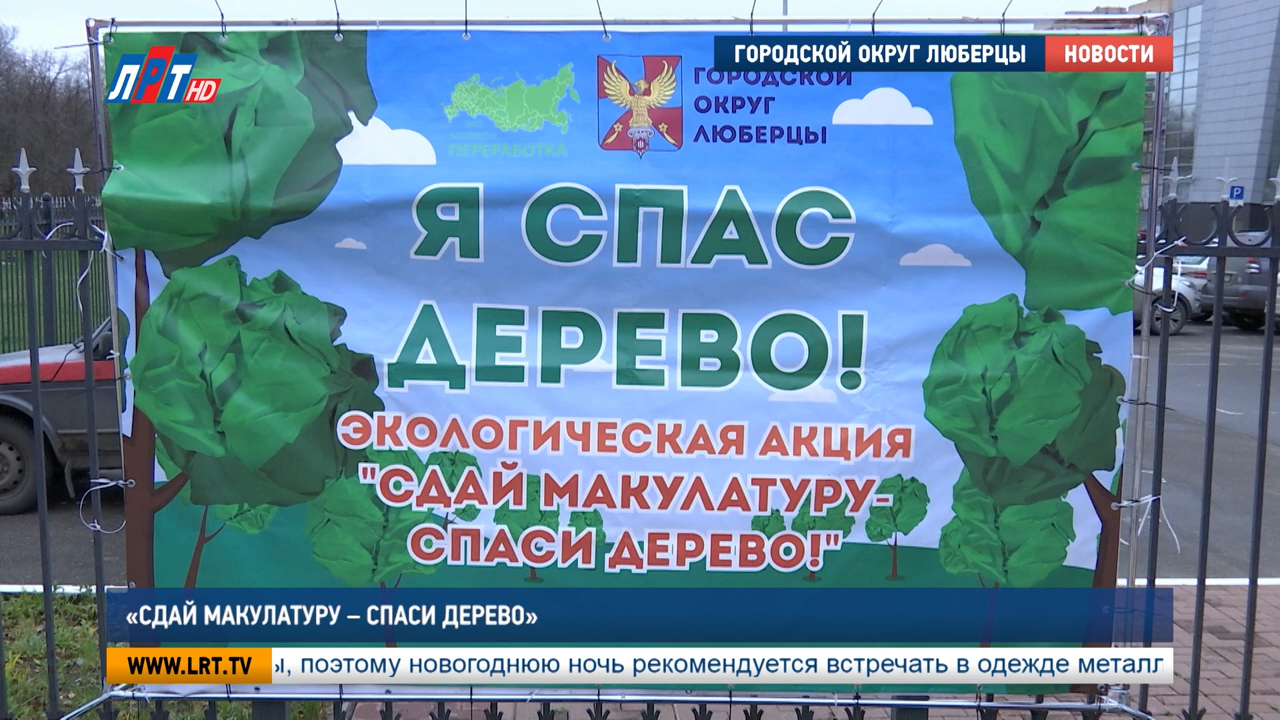 ЛРТ HD
ГОРОДСКОЙ ОКРУГ ЛЮБЕРЦЫ НОВОСТИ
ПЕРЕРАБОТКА
ГОРОДСКОЙ
ОКРУГ
ЛЮБЕРЦЫ
P
Я СПАС
ДЕРЕВО!
ЭКОЛОГИЧЕСКАЯ АКЦИЯ
"СДАЙ МАКУЛАТУРУ-
СПАСИ ДЕРЕВО!"
«СДАЙ МАКУЛАТУРУ – СПАСИ ДЕРЕВО»
WWW.LRT.TV ы, поэтому новогоднюю ночь рекомендуется встречать в одежде металл